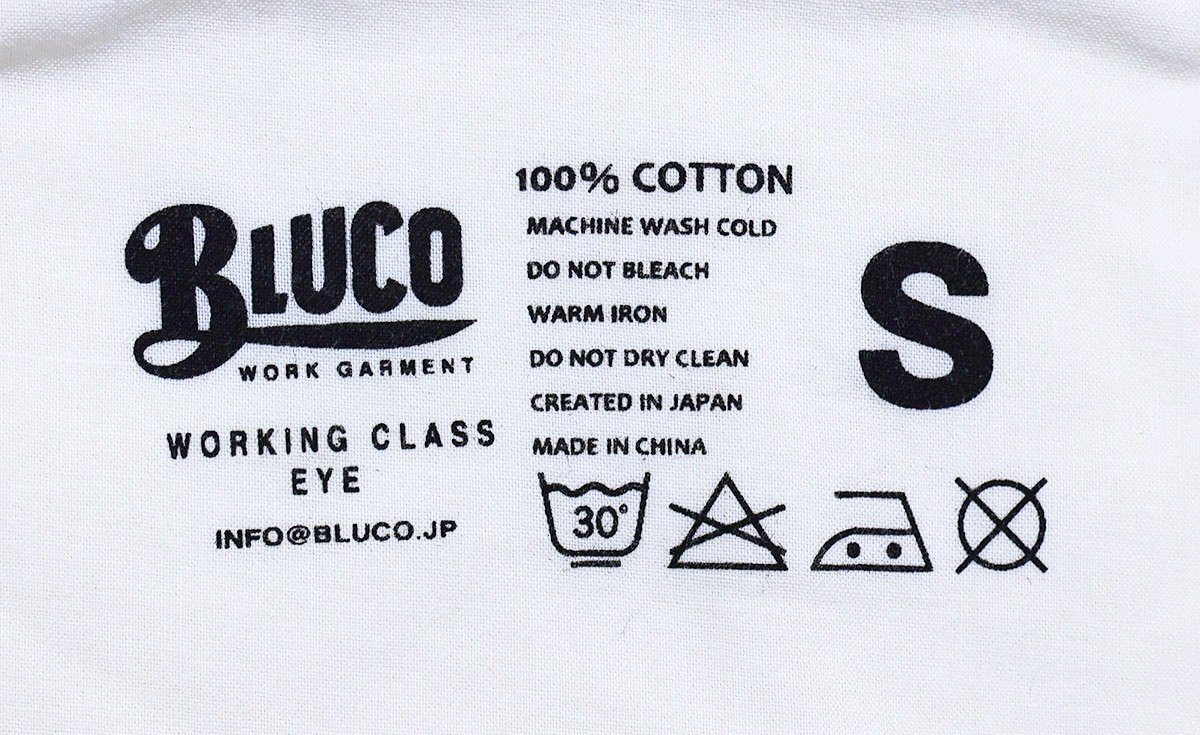 BLUCO
WORK GARMENT
WORKING CLASS
EYE
INFO@BLUCO.JP
100% COTTON
MACHINE WASH COLD
DO NOT BLEACH
WARM IRON
DO NOT DRY CLEAN
CREATED IN JAPAN
MADE IN CHINA
30°
S